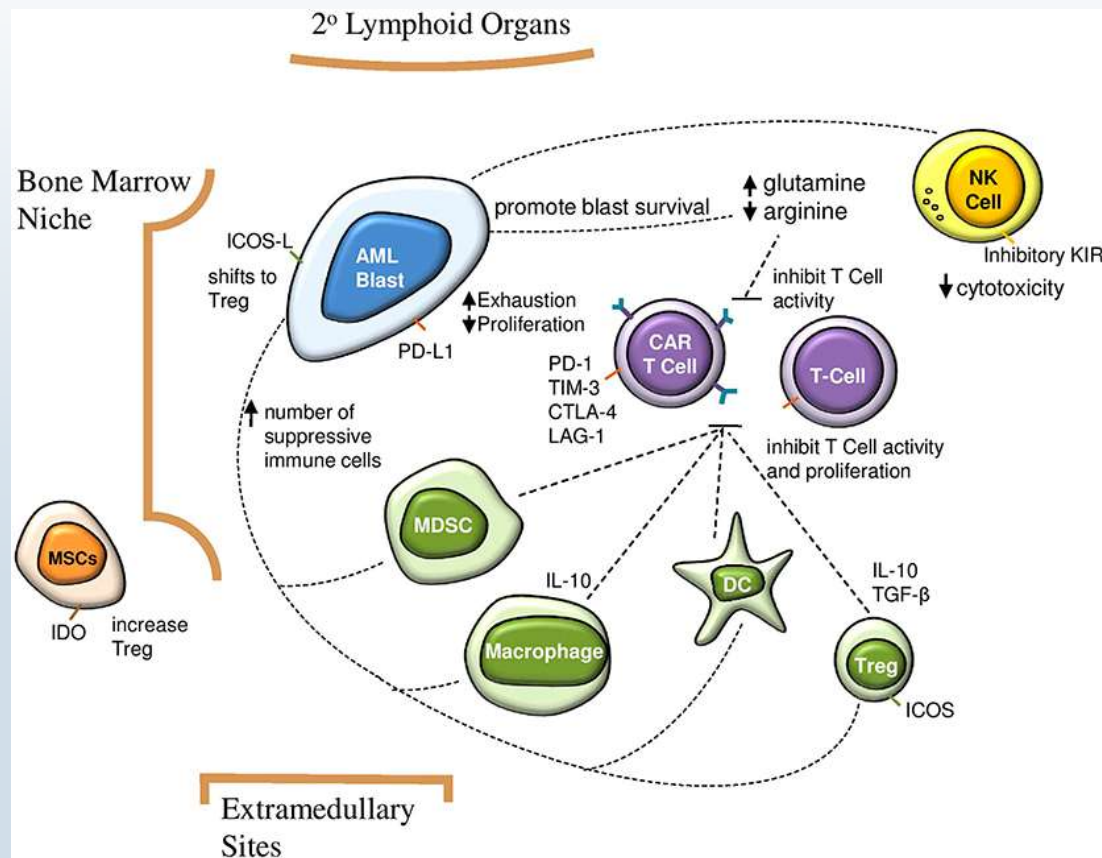 2º Lymphoid Organs
Bone Marrow
Niche
ICOS-L
shifts to
Treg
AML
Blast
PD-L1
promote blast survival
glutamine
arginine
NK
Cell
Inhibitory KIR
cytotoxicity
Exhaustion
Proliferation
inhibit T Cell
activity
CAR
T Cell
T-Cell
PD-1
TIM-3
CTLA-4
LAG-1
inhibit T Cell activity
and proliferation
number of
suppressive
immune cells
MDSC
MSCs
IDO
increase
Treg
IL-10
Macrophage
DC
IL-10
TGF-β
Treg
ICOS
Extramedullary
Sites